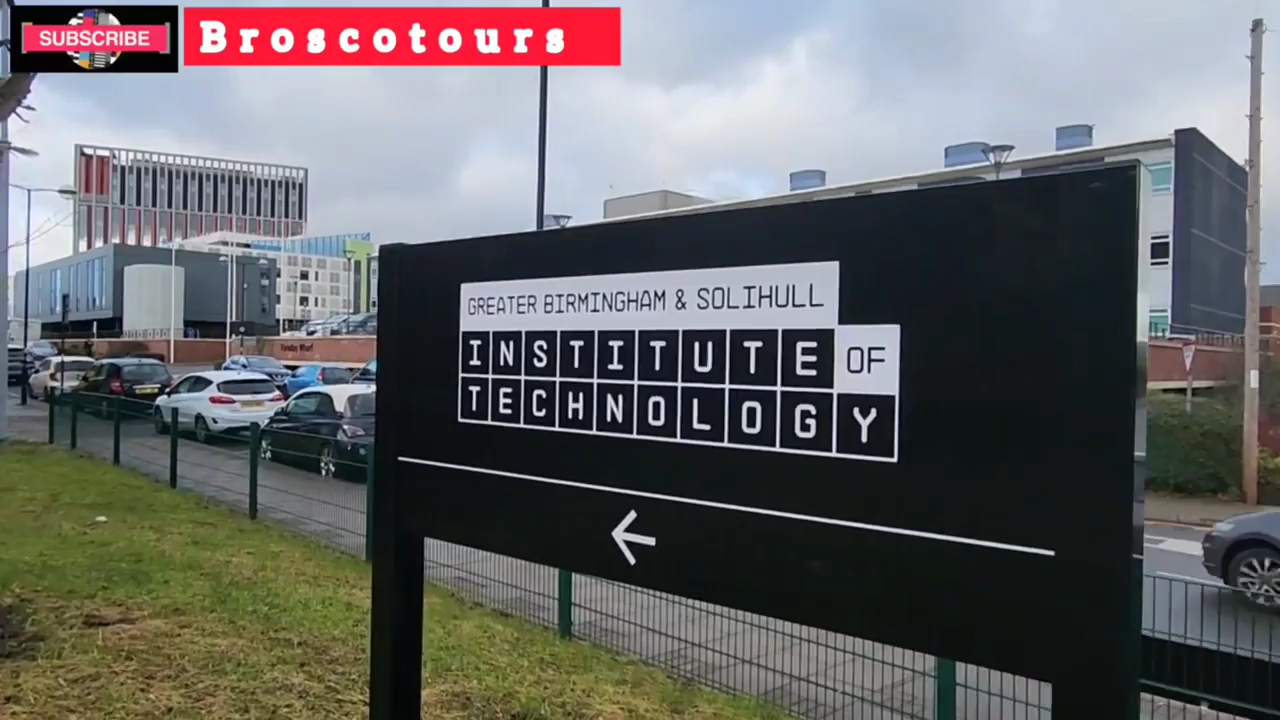 SUBSCRIBE
Broscotours
GREATER BIRMINGHAM & SOLIHULL
INSTITUTE OF
TECHNOLOGY